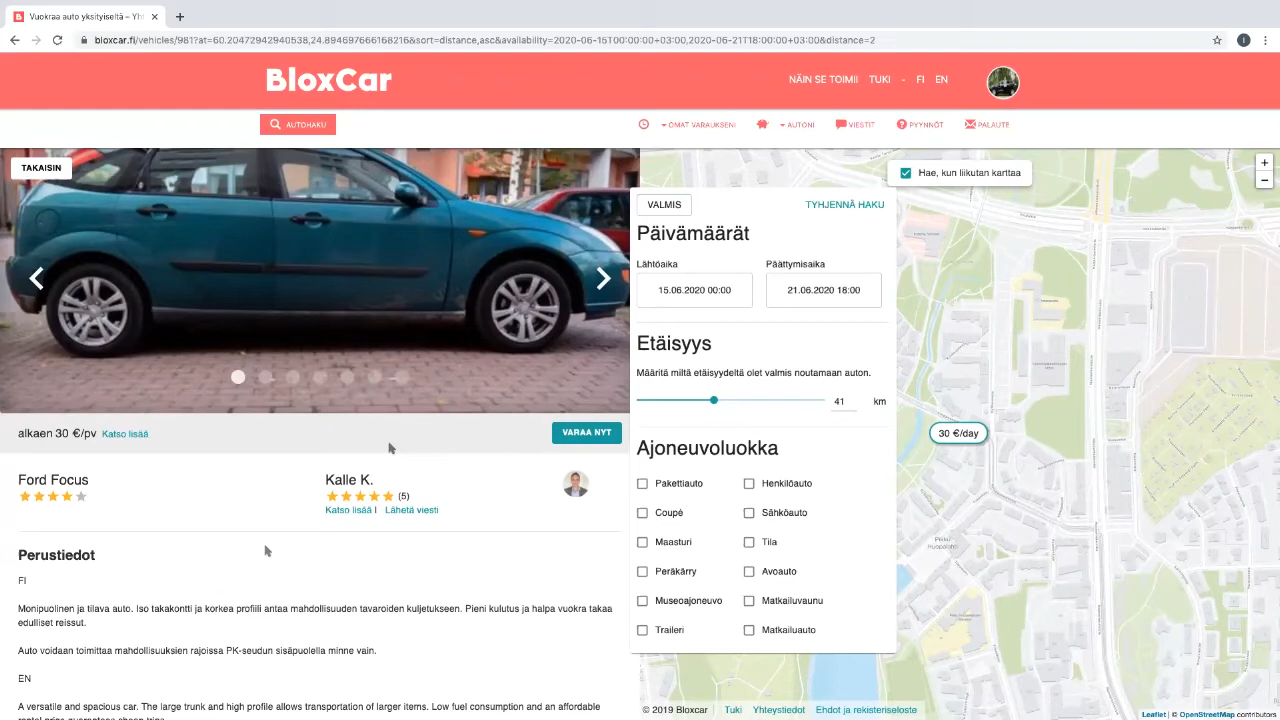 Vuokraa auto yksityiseltä – Yht
bloxcar.fi/vehicles/981?at=60.20472942940538,24.894697666168216&sort=distance,asc&availability=2020-06-15T00:00:00+03:00,2020-06-21T18:00:00+03:00&distance=2
BloxCar
NÄIN SE TOIMII TUKI - FI EN
AUTOHAKU
OMAT VARAUKSENI AUTONI VIESTIT PYYNNÖT PALAUTE
TAKAISIN
Hae, kun liikutan karttaa
+
−
VALMIS TYHJENNÄ HAKU
Päivämäärät
Lähtöaika Päättymisaika
15.06.2020 00:00 21.06.2020 18:00
Etäisyys
Määritä miltä etäisyydeltä olet valmis noutamaan auton.
41 km
Ajoneuvoluokka
Pakettiauto Henkilöauto
Coupé Sähköauto
Maasturi Tila
Peräkärry Avoauto
Museoajoneuvo Matkailuvaunu
Traileri Matkailuauto
30 €/day
Pikku
Huopalahti
alkaen 30 €/pv Katso lisää VARAA NYT
Ford Focus
Kalle K.
(5)
Katso lisää | Lähetä viesti
Perustiedot
FI
Monipuolinen ja tilava auto. Iso takakontti ja korkea profiili antaa mahdollisuuden tavaroiden kuljetukseen. Pieni kulutus ja halpa vuokra takaa
edulliset reissut.
Auto voidaan toimittaa mahdollisuuksien rajoissa PK-seudun sisäpuolella minne vain.
EN
A versatile and spacious car. The large trunk and high profile allows transportation of larger items. Low fuel consumption and an affordable
© 2019 Bloxcar Tuki Yhteystiedot Ehdot ja rekisteriseloste
Leaflet | © OpenStreetMap contributors